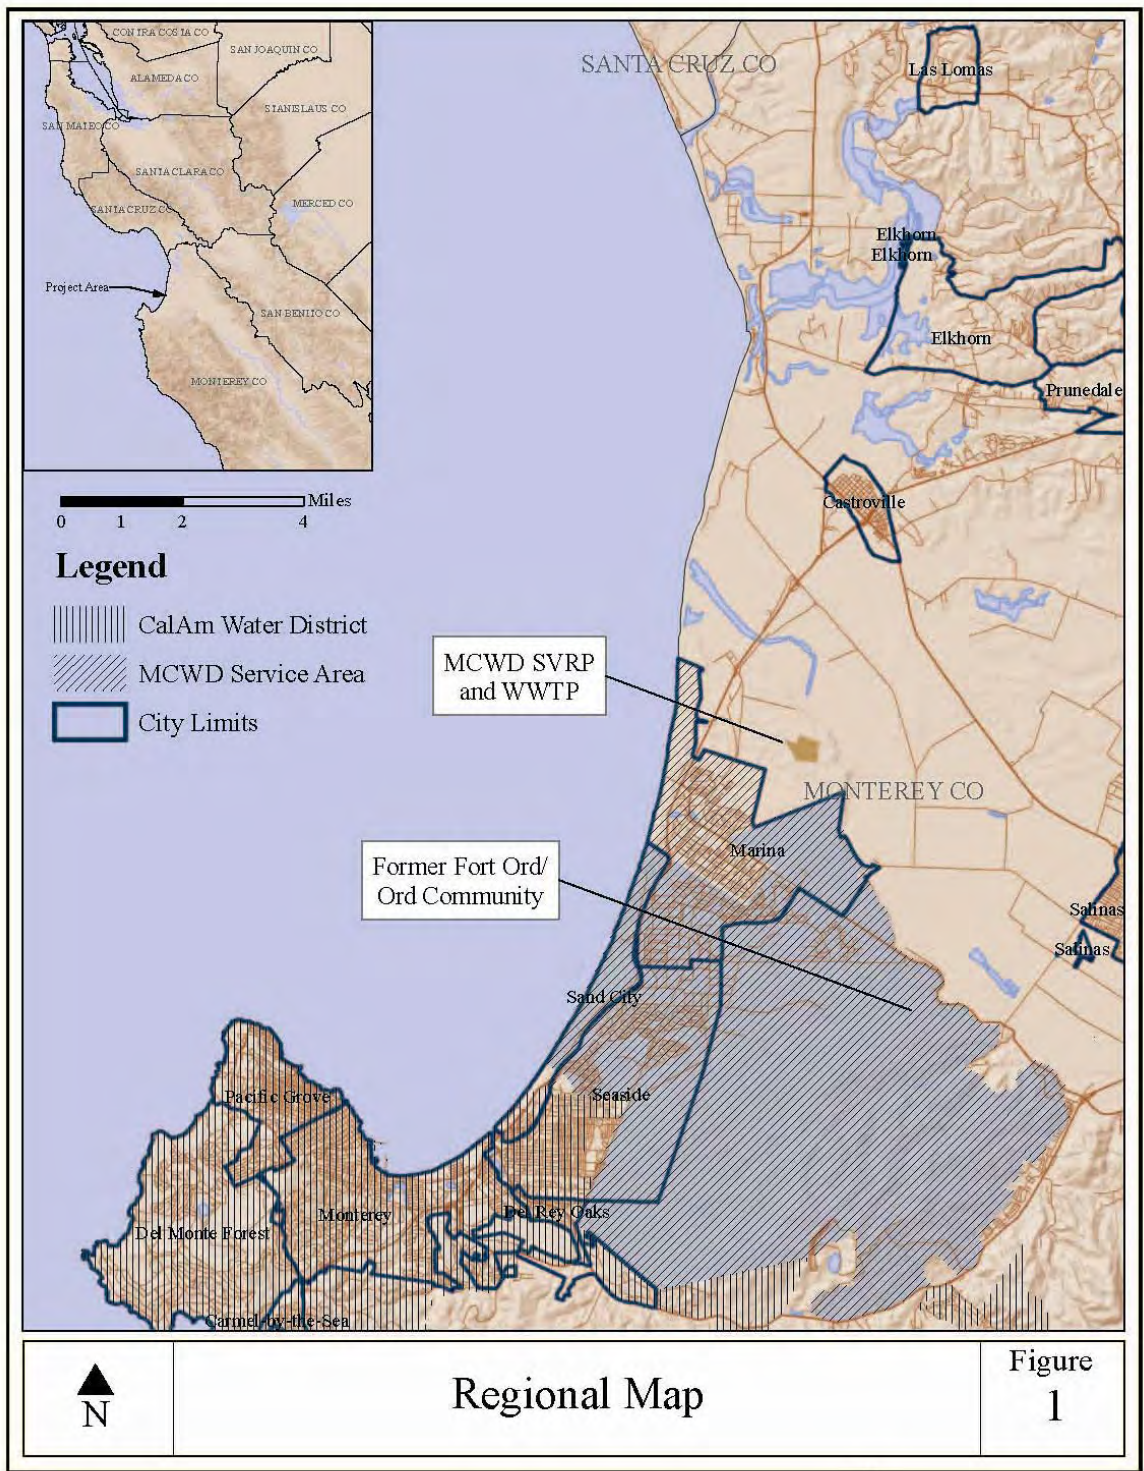 CONTRA COSTA CO
SAN JOAQUIN CO
ALAMEDA CO
STANISLAUS CO
SAN MATEO CO
SANTA CLARA CO
SANTA CRUZ CO
MERCED CO
Project Area
SAN BENITO CO
MONTEREY CO
0 1 2 4 Miles
Legend
CalAm Water District
MCWD Service Area
City Limits
SANTA CRUZ CO
Las Lomas
Elkhorn
Elkhorn
Elkhorn
Prunedale
Castroville
MCWD SVRP
and WWTP
MONTEREY CO
Marina
Former Fort Ord/
Ord Community
Salinas
Salinas
Sand City
Seaside
Pacific Grove
Monterey
Del Rey Oaks
Del Monte Forest
Carmel-by-the-Sea
N
Regional Map
Figure
1